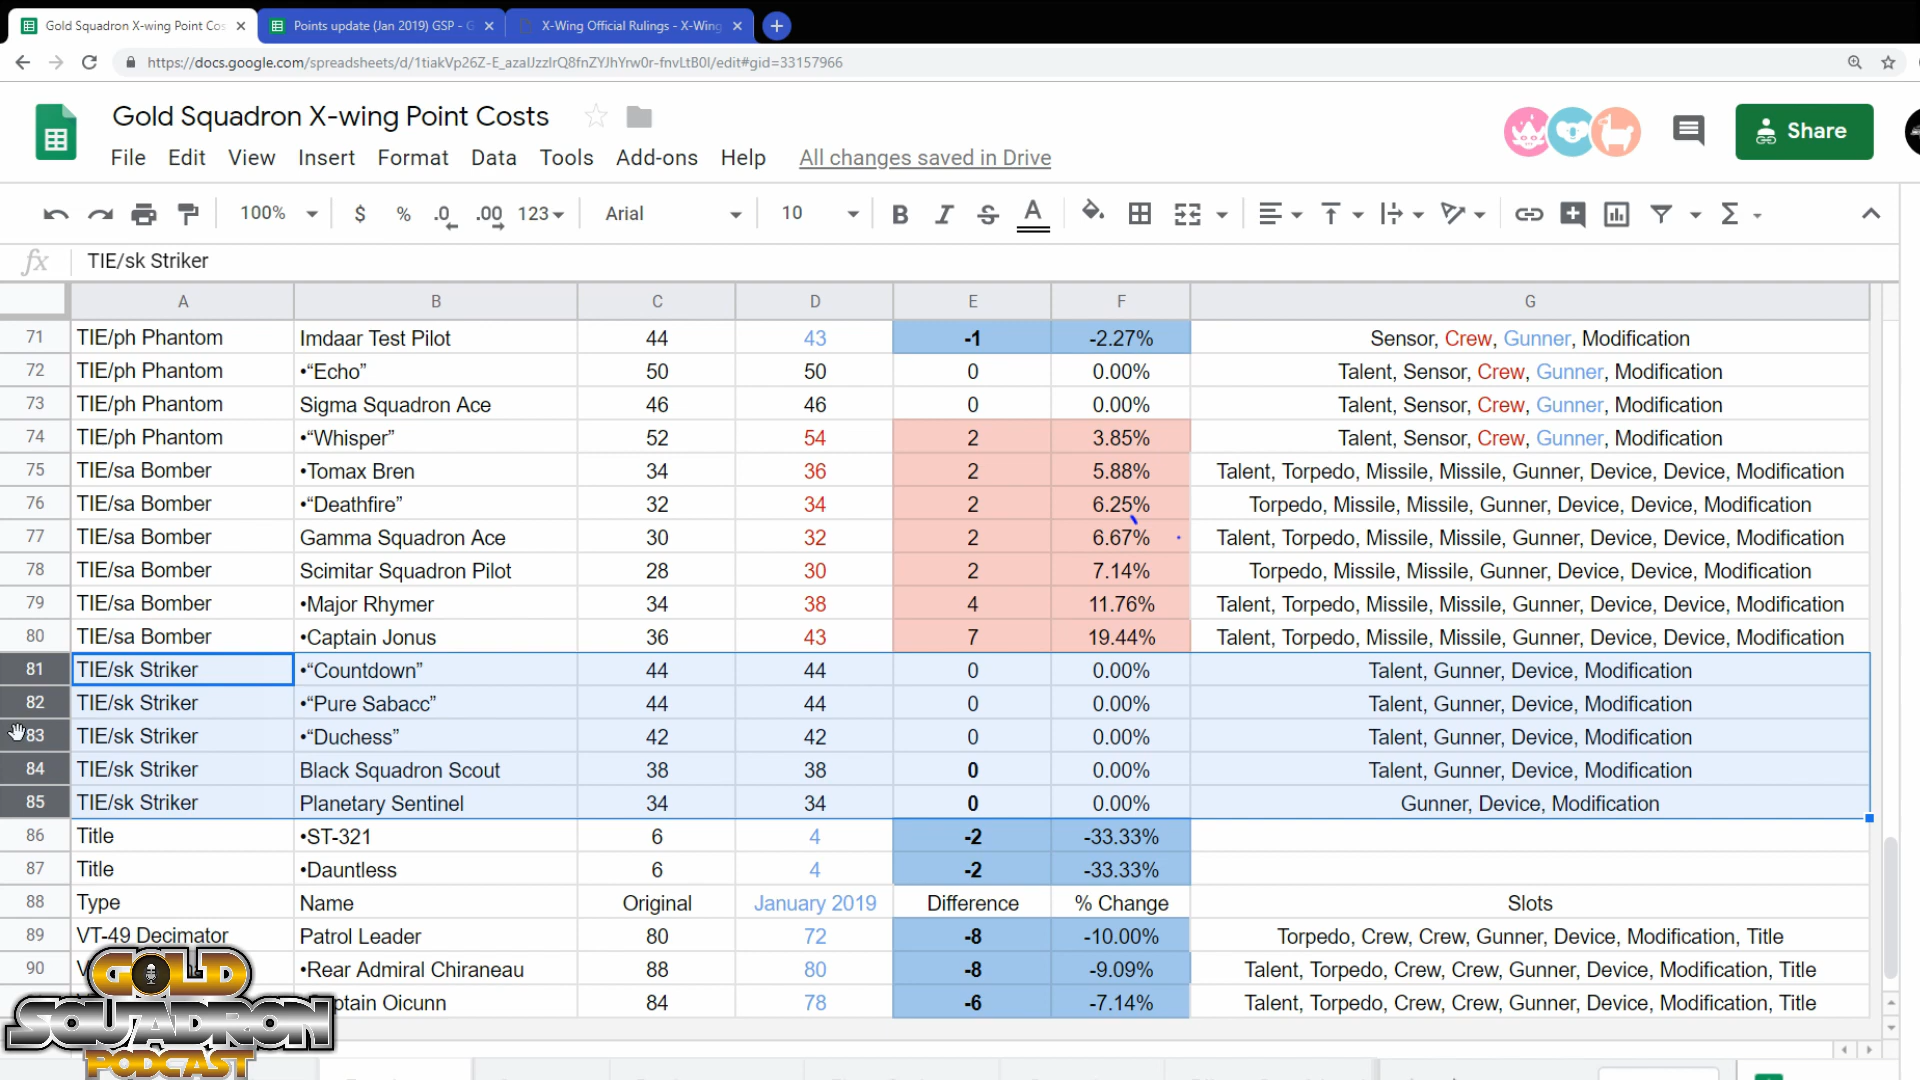 Gold Squadron X-wing Point Cos
Points update (Jan 2019) GSP - G
X-Wing Official Rulings - X-Wing
https://docs.google.com/spreadsheets/d/1tiakVp26Z-E_azaIJzzIrQ8fnZYJhYrw0r-fnvLtB0I/edit#gid=33157966
Gold Squadron X-wing Point Costs
Share
File Edit View Insert Format Data Tools Add-ons Help All changes saved in Drive
100% $ % .0 .00 123 Arial 10 B I S A Σ
fx TIE/sk Striker
A B C D E F G
71 TIE/ph Phantom Imdaar Test Pilot 44 43 -1 -2.27% Sensor, Crew, Gunner, Modification
72 TIE/ph Phantom •“Echo” 50 50 0 0.00% Talent, Sensor, Crew, Gunner, Modification
73 TIE/ph Phantom Sigma Squadron Ace 46 46 0 0.00% Talent, Sensor, Crew, Gunner, Modification
74 TIE/ph Phantom •“Whisper” 52 54 2 3.85% Talent, Sensor, Crew, Gunner, Modification
75 TIE/sa Bomber •Tomax Bren 34 36 2 5.88% Talent, Torpedo, Missile, Missile, Gunner, Device, Device, Modification
76 TIE/sa Bomber •“Deathfire” 32 34 2 6.25% Torpedo, Missile, Missile, Gunner, Device, Device, Modification
77 TIE/sa Bomber Gamma Squadron Ace 30 32 2 6.67% Talent, Torpedo, Missile, Missile, Gunner, Device, Device, Modification
78 TIE/sa Bomber Scimitar Squadron Pilot 28 30 2 7.14% Torpedo, Missile, Missile, Gunner, Device, Device, Modification
79 TIE/sa Bomber •Major Rhymer 34 38 4 11.76% Talent, Torpedo, Missile, Missile, Gunner, Device, Device, Modification
80 TIE/sa Bomber •Captain Jonus 36 43 7 19.44% Talent, Torpedo, Missile, Missile, Gunner, Device, Device, Modification
81 TIE/sk Striker •“Countdown” 44 44 0 0.00% Talent, Gunner, Device, Modification
82 TIE/sk Striker •“Pure Sabacc” 44 44 0 0.00% Talent, Gunner, Device, Modification
83 TIE/sk Striker •“Duchess” 42 42 0 0.00% Talent, Gunner, Device, Modification
84 TIE/sk Striker Black Squadron Scout 38 38 0 0.00% Talent, Gunner, Device, Modification
85 TIE/sk Striker Planetary Sentinel 34 34 0 0.00% Gunner, Device, Modification
86 Title •ST-321 6 4 -2 -33.33%
87 Title •Dauntless 6 4 -2 -33.33%
88 Type Name Original January 2019 Difference % Change Slots
89 VT-49 Decimator Patrol Leader 80 72 -8 -10.00% Torpedo, Crew, Crew, Gunner, Device, Modification, Title
90 •Rear Admiral Chiraneau 88 80 -8 -9.09% Talent, Torpedo, Crew, Crew, Gunner, Device, Modification, Title
ptain Oicunn 84 78 -6 -7.14% Talent, Torpedo, Crew, Crew, Gunner, Device, Modification, Title
GOLD
SQUADRON
PODCAST